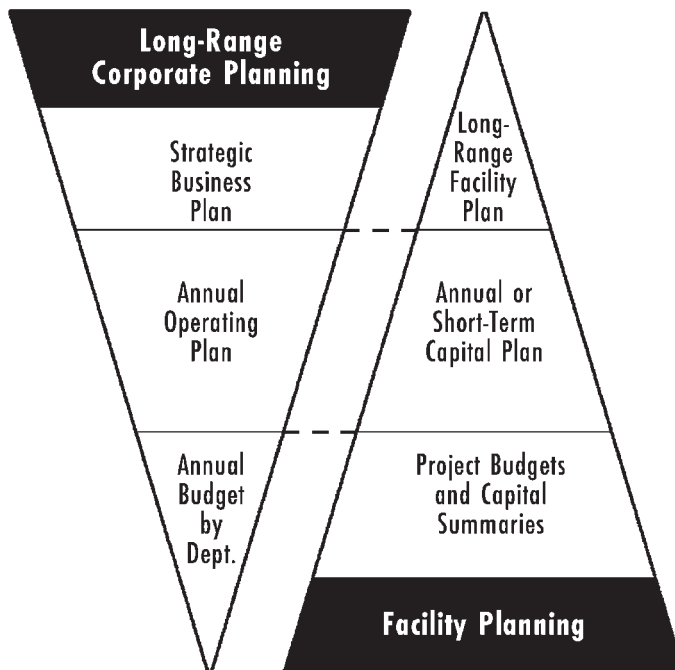 Long-Range
Corporate Planning
Strategic
Business
Plan
Annual
Operating
Plan
Annual
Budget
by
Dept.
Long-
Range
Facility
Plan
Annual or
Short-Term
Capital Plan
Project Budgets
and Capital
Summaries
Facility Planning